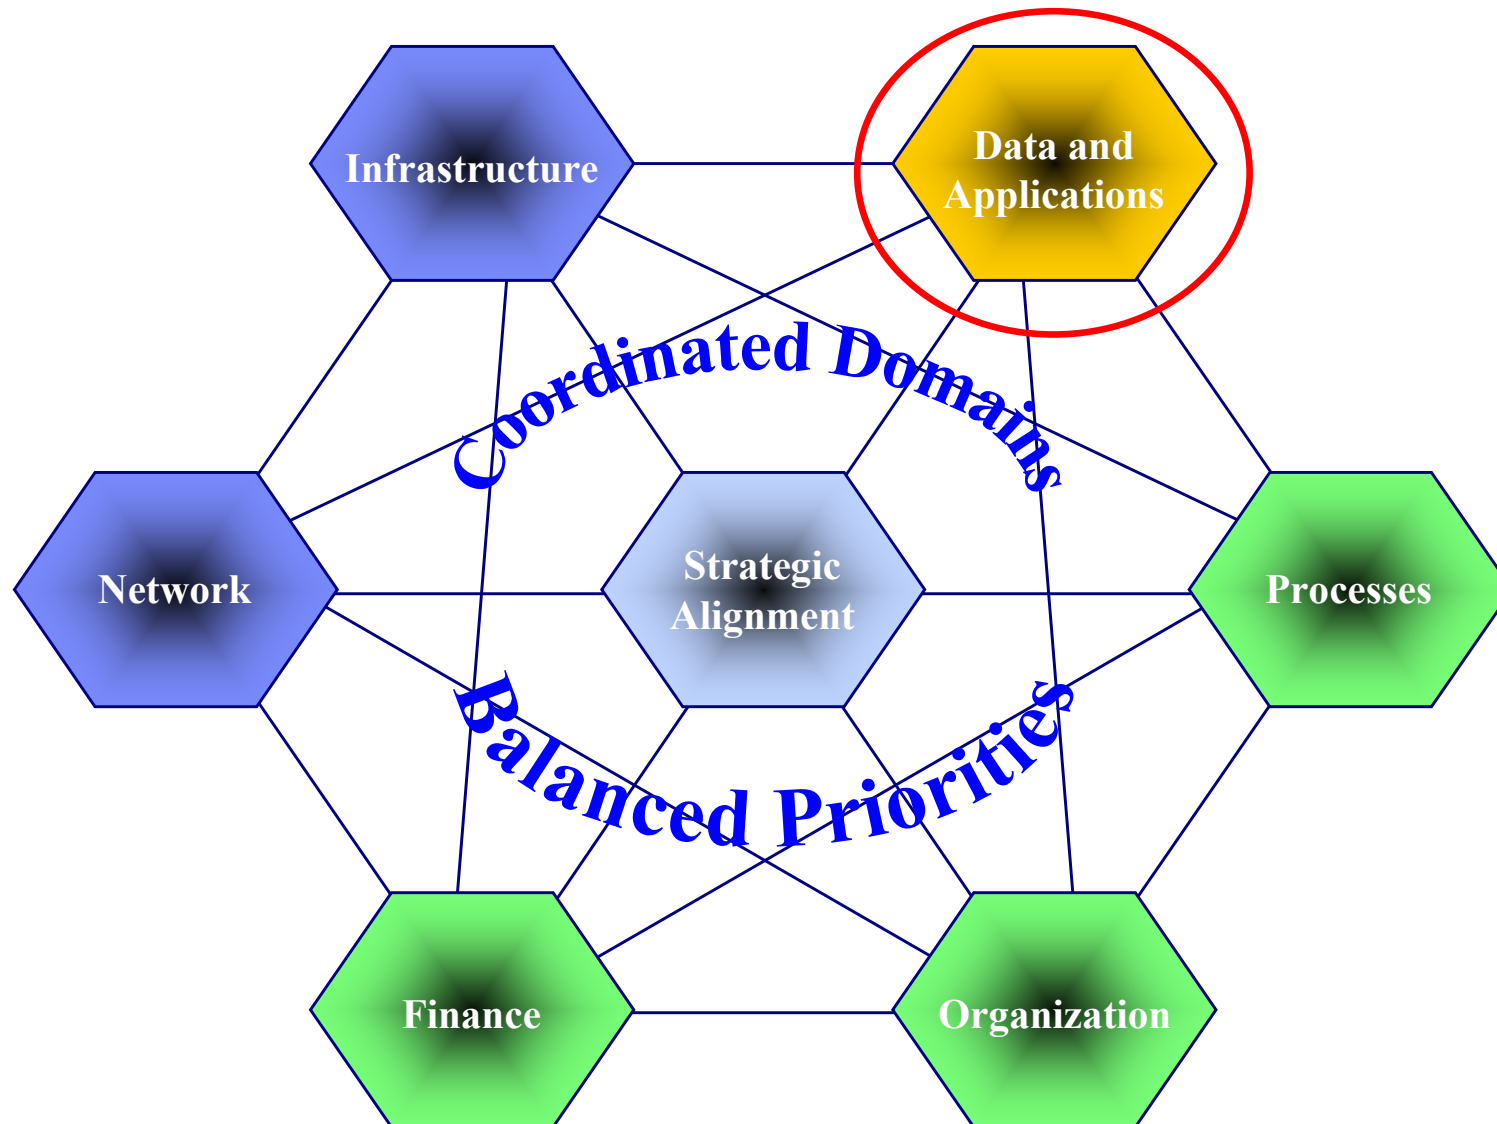 Infrastructure
Data and
Applications
Coordinated Domains
Network
Strategic
Alignment
Processes
Balanced Priorities
Finance
Organization